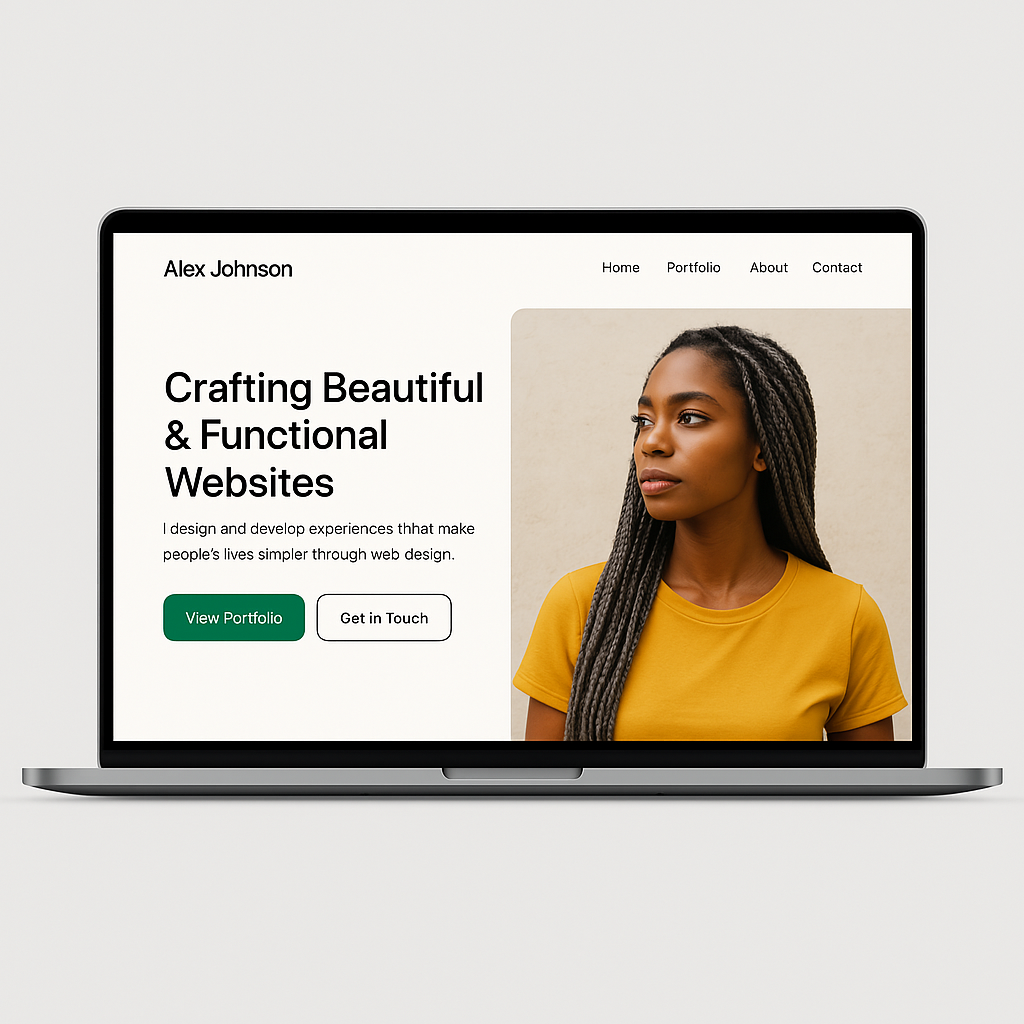 Alex Johnson
Home Portfolio About Contact
Crafting Beautiful
& Functional
Websites
I design and develop experiences thhat make
people's lives simpler through web design.
View Portfolio
Get in Touch